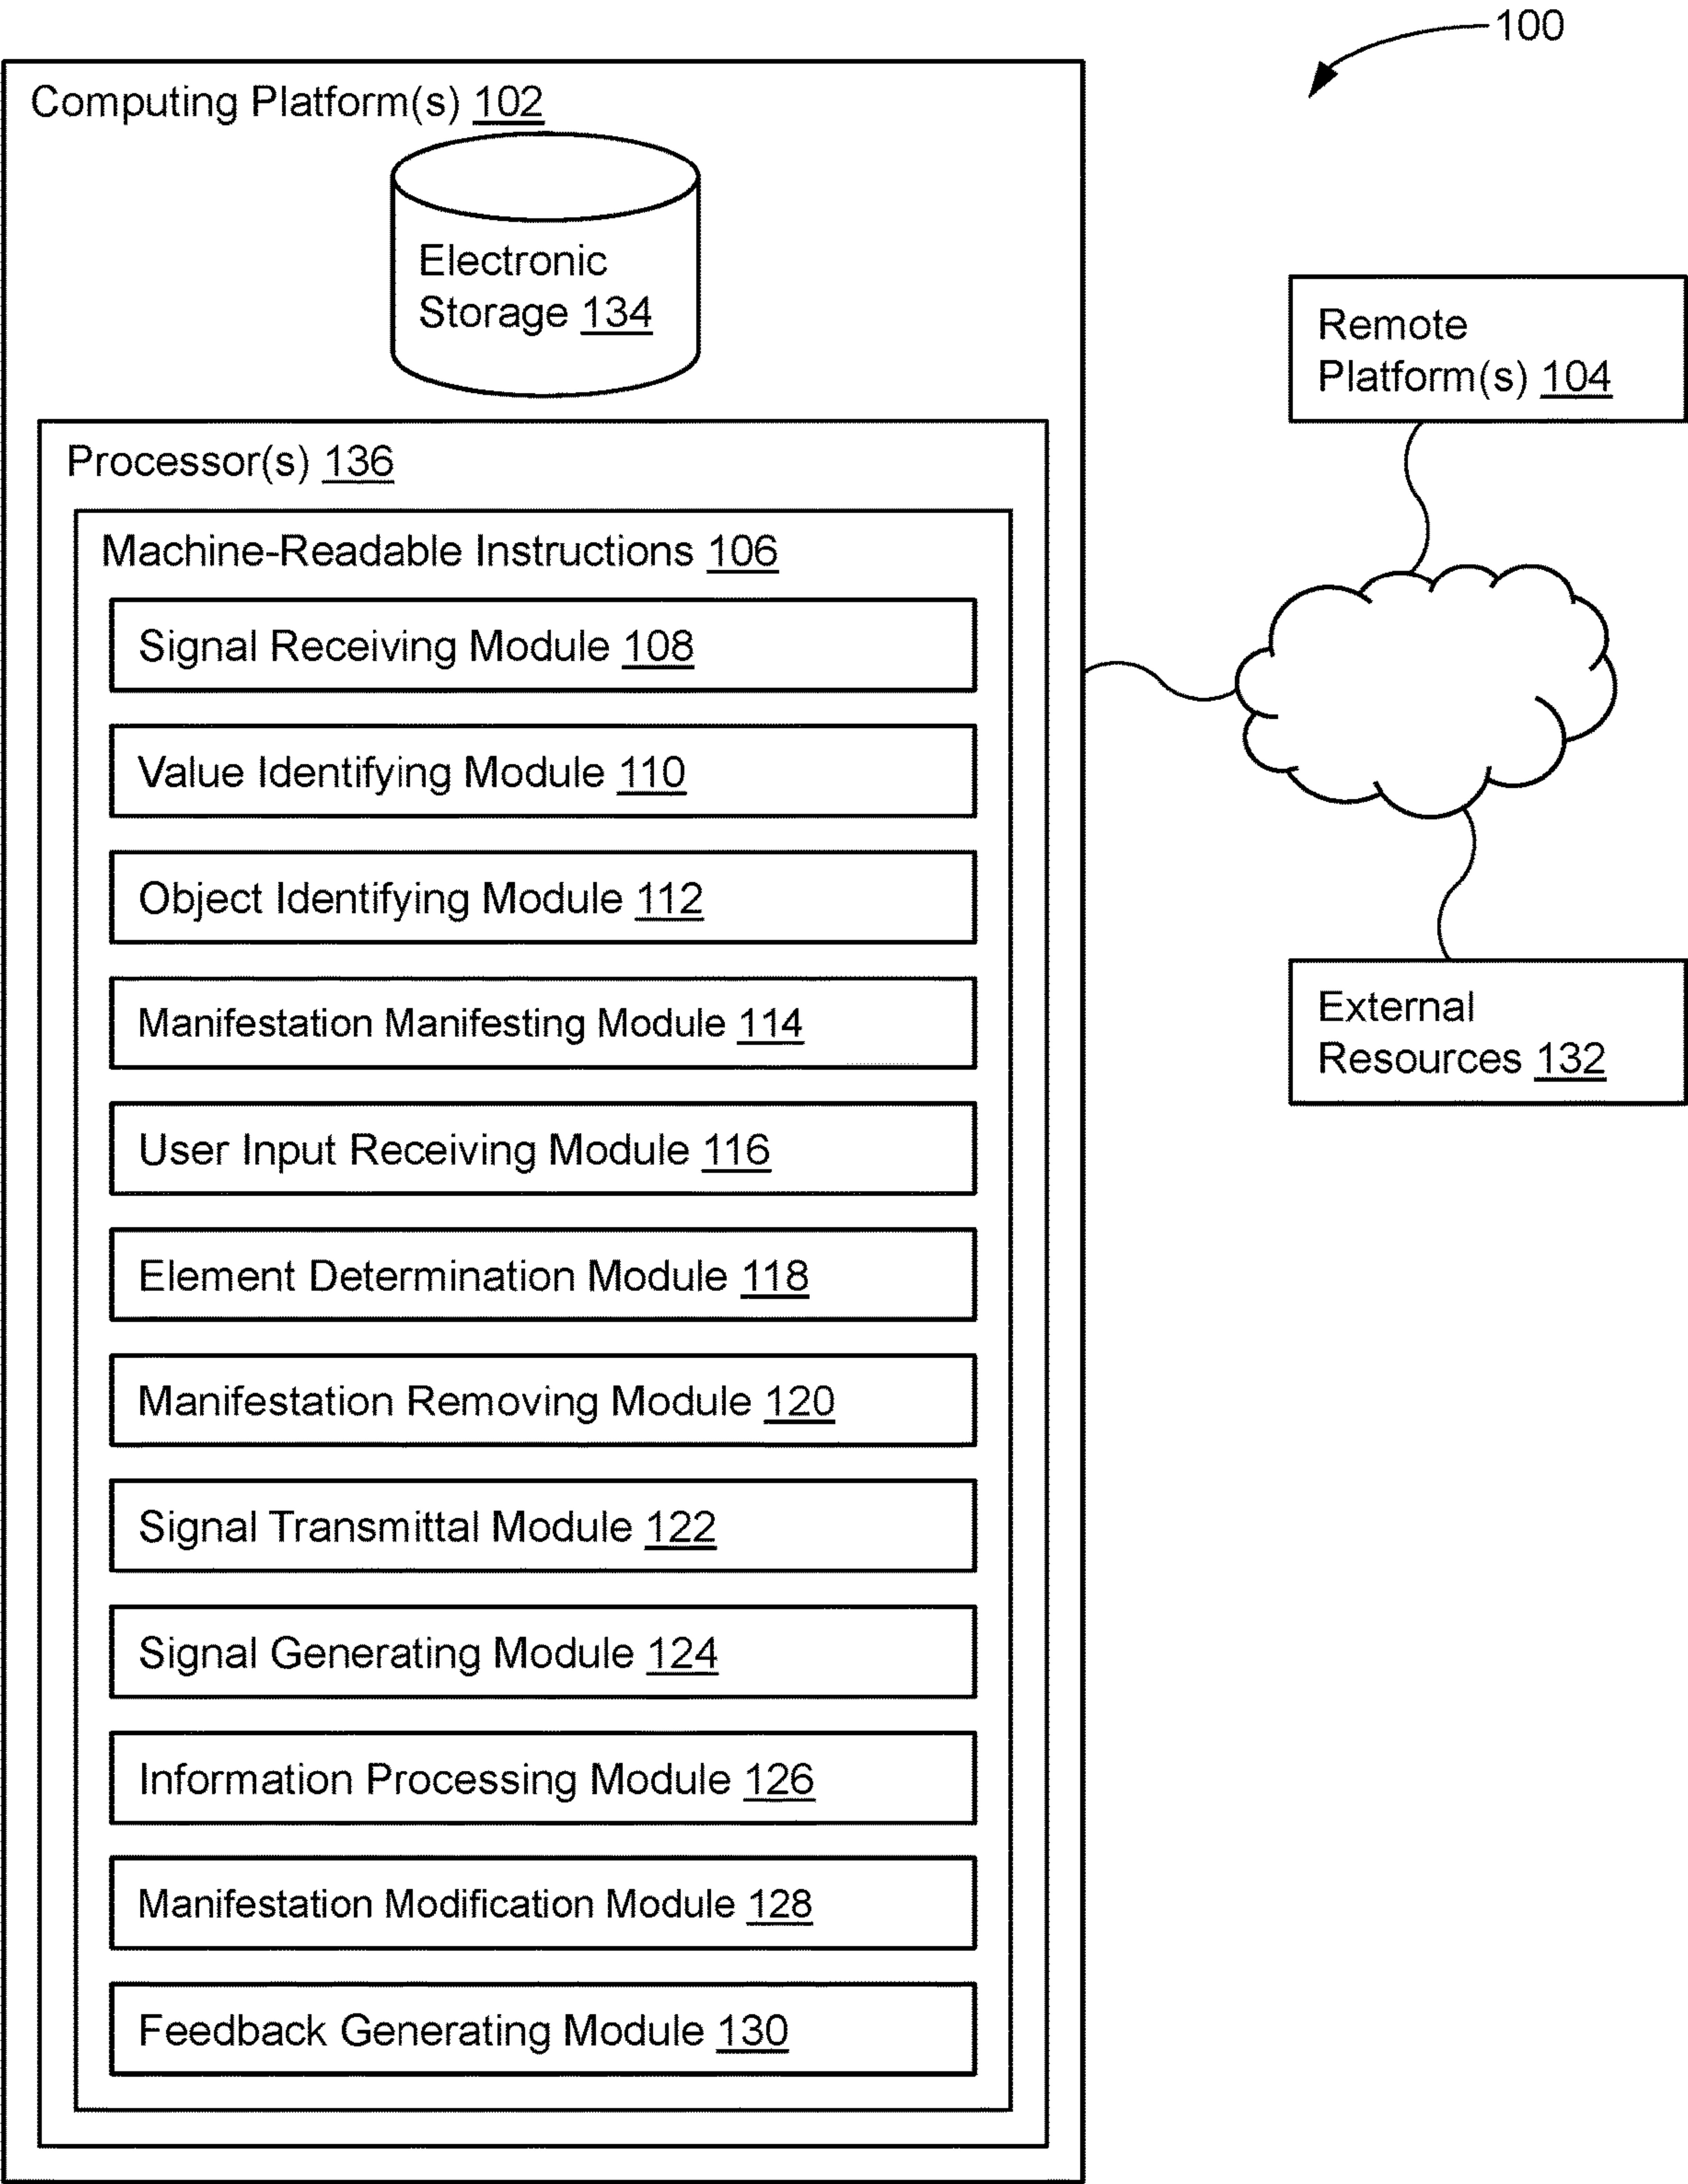 100
Computing Platform(s) 102
Electronic
Storage 134
Remote
Platform(s) 104
Processor(s) 136
Machine-Readable Instructions 106
Signal Receiving Module 108
Value Identifying Module 110
Object Identifying Module 112
Manifestation Manifesting Module 114
External
Resources 132
User Input Receiving Module 116
Element Determination Module 118
Manifestation Removing Module 120
Signal Transmittal Module 122
Signal Generating Module 124
Information Processing Module 126
Manifestation Modification Module 128
Feedback Generating Module 130